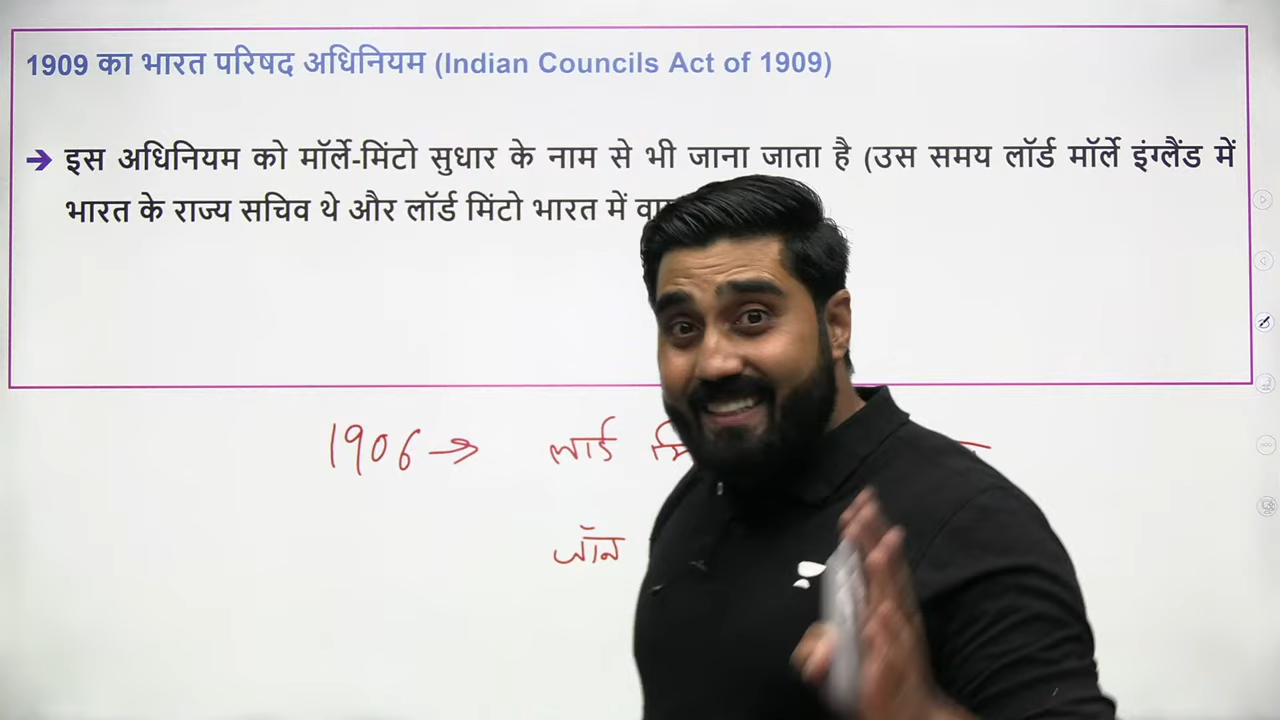 1909 का भारत परिषद अधिनियम (Indian Councils Act of 1909)
→ इस अधिनियम को मॉर्ले-मिंटो सुधार के नाम से भी जाना जाता है (उस समय लॉर्ड मॉर्ले इंग्लैंड में
भारत के राज्य सचिव थे और लॉर्ड मिंटो भारत में
1906 → लार्ड
जॉन